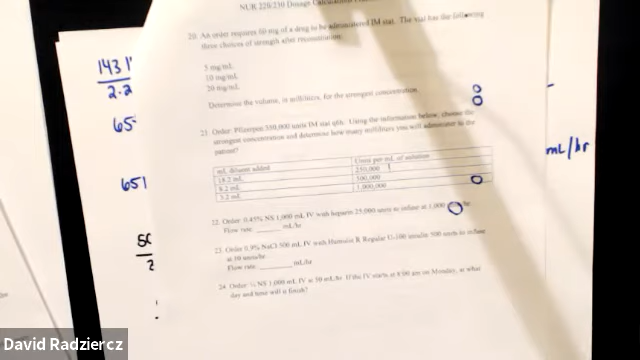 NUR 220/230 Dosage
20. An order requires 60 mg of a drug to be administered IM stat. The vial has the following
three choices of strength after reconstitution:
5 mg/mL
10 mg/mL
20 mg/mL
Determine the volume, in milliliters, for the strongest concentration.
21. Order: Pfizerpen 350,000 units IM stat q6h. Using the information below, choose the
strongest concentration and determine how many milliliters you will administer to the
patient?
mL diluent added
Units per mL of solution
18.2 mL
250,000
8.2 mL
500,000
3.2 mL
1,000,000
22. Order: 0.45% NS 1,000 mL IV with heparin 25,000 units to infuse at 1,000
Flow rate: ______ mL/hr
23. Order 0.9% NaCl 500 mL IV with Humulin R Regular U-100 insulin 500 units to infuse
at 10 units/hr.
Flow rate: ______ mL/hr
24. Order: ½ NS 1,000 mL IV at 50 mL/hr. If the IV starts at 8:00 am on Monday, at what
day and hour will it finish?
1431
2.2
65
651
50
2
mL/hr
David Radziercz